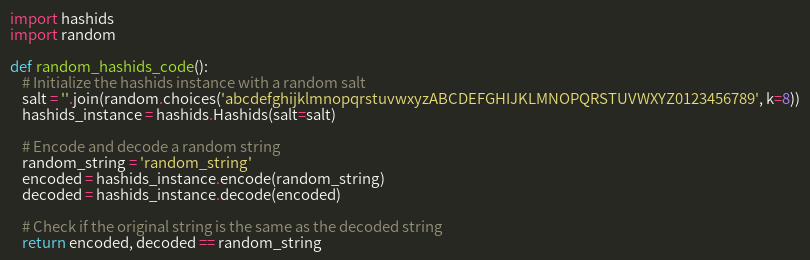 import hashids
import random

def random_hashids_code():
    # Initialize the hashids instance with a random salt
    salt = ''.join(random.choices('abcdefghijklmnopqrstuvwxyzABCDEFGHIJKLMNOPQRSTUVWXYZ0123456789', k=8))
    hashids_instance = hashids.Hashids(salt=salt)

    # Encode and decode a random string
    random_string = 'random_string'
    encoded = hashids_instance.encode(random_string)
    decoded = hashids_instance.decode(encoded)

    # Check if the original string is the same as the decoded string
    return encoded, decoded == random_string